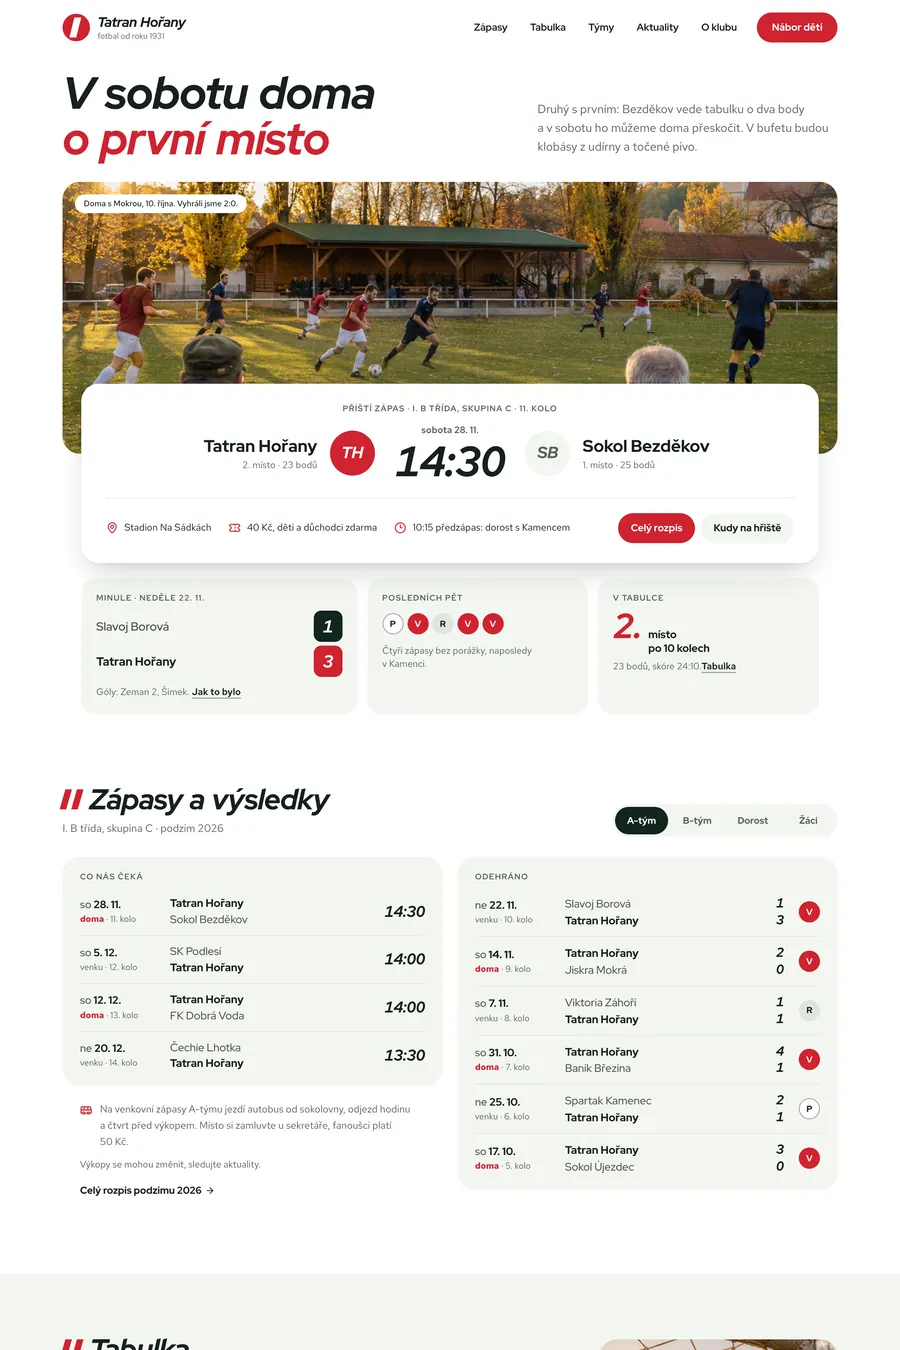 Tatran Hořany
fotbal od roku 1931
Zápasy
Tabulka
Týmy
Aktuality
O klubu
Nábor dětí
V sobotu doma
o první místo
Druhý s prvním: Bezděkov vede tabulku o dva body
a v sobotu ho můžeme doma přeskočit. V bufetu budou
klobásy z udírny a točené pivo.
Doma s Mokrou, 10. října. Vyhráli jsme 2:0.
PŘÍŠTÍ ZÁPAS · I. B TŘÍDA, SKUPINA C · 11. KOLO
Tatran Hořany
2. místo · 23 bodů
TH
sobota 28. 11.
14:30
SB
Sokol Bezděkov
1. místo · 25 bodů
Stadion Na Sádkách
40 Kč, děti a důchodci zdarma
10:15 předzápas: dorost s Kamencem
Celý rozpis
Kudy na hřiště
MINULE · NEDĚLE 22. 11.
Slavoj Borová 1
Tatran Hořany 3
Góly: Zeman 2, Šimek. Jak to bylo
POSLEDNÍCH PĚT
P V R V V
Čtyři zápasy bez porážky, naposledy
v Kamenci.
V TABULCE
2. místo
po 10 kolech
23 bodů, skóre 24:10.Tabulka
Zápasy a výsledky
I. B třída, skupina C · podzim 2026
A-tým
B-tým
Dorost
Žáci
CO NÁS ČEKÁ
so 28. 11.
doma · 11. kolo
Tatran Hořany
Sokol Bezděkov
14:30
so 5. 12.
venku · 12. kolo
SK Podlesí
Tatran Hořany
14:00
so 12. 12.
doma · 13. kolo
Tatran Hořany
FK Dobrá Voda
14:00
ne 20. 12.
venku · 14. kolo
Čechie Lhotka
Tatran Hořany
13:30
Na venkovní zápasy A-týmu jezdí autobus od sokolovny, odjezd hodinu
a čtvrt před výkopem. Místo si zamluvte u sekretáře, fanoušci platí
50 Kč.
Výkopy se mohou změnit, sledujte aktuality.
Celý rozpis podzimu 2026 →
ODEHRÁNO
ne 22. 11.
venku · 10. kolo
Slavoj Borová 1
Tatran Hořany 3
V
so 14. 11.
doma · 9. kolo
Tatran Hořany 2
Jiskra Mokrá 0
V
so 7. 11.
venku · 8. kolo
Viktoria Záhoří 1
Tatran Hořany 1
R
so 31. 10.
doma · 7. kolo
Tatran Hořany 4
Baník Březina 1
V
ne 25. 10.
venku · 6. kolo
Spartak Kamenec 2
Tatran Hořany 1
P
so 17. 10.
doma · 5. kolo
Tatran Hořany 3
Sokol Újezdec 0
V
Tabulka